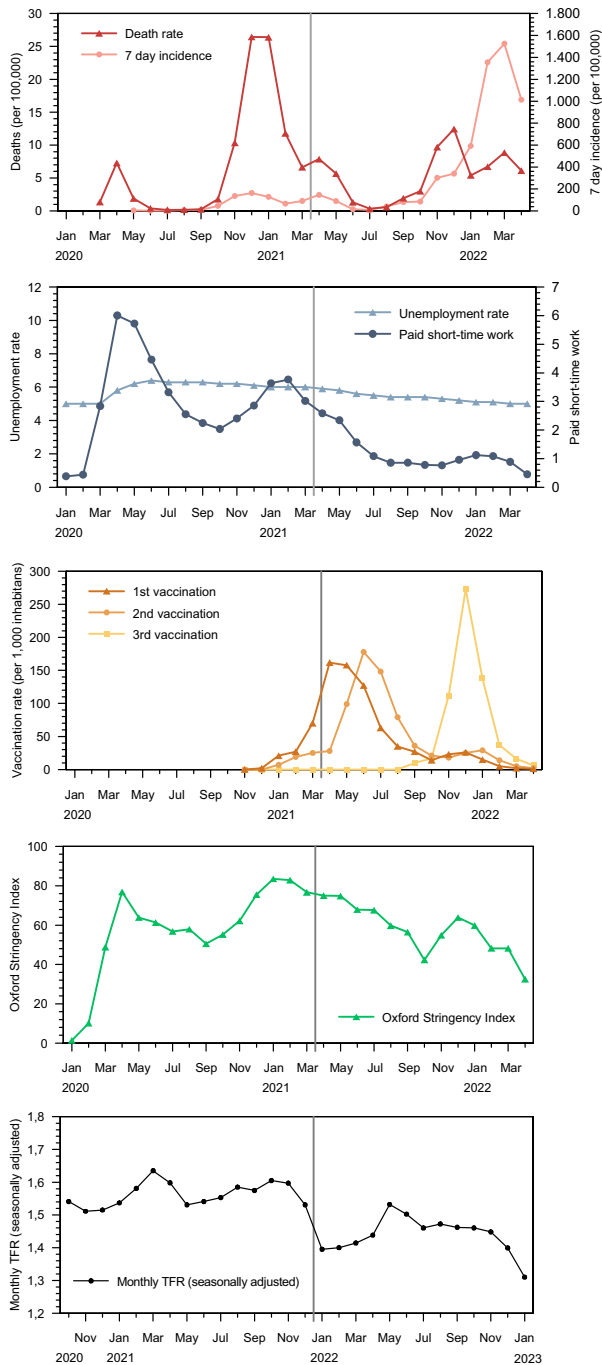 Deaths (per 100,000)
30
25
20
15
10
5
0
Death rate
7 day incidence
1.800
1.600
1.400
1.200
1.000
800
600
400
200
0
7 day incidence (per 100,000)
Jan Mar May Jul Sep Nov Jan Mar May Jul Sep Nov Jan Mar
2020 2021 2022
Unemployment rate
12
10
8
6
4
2
0
Unemployment rate
Paid short-time work
7
6
5
4
3
2
1
0
Paid short-time work
Jan Mar May Jul Sep Nov Jan Mar May Jul Sep Nov Jan Mar
2020 2021 2022
Vaccination rate (per 1,000 inhabitans)
300
250
200
150
100
50
0
1st vaccination
2nd vaccination
3rd vaccination
Jan Mar May Jul Sep Nov Jan Mar May Jul Sep Nov Jan Mar
2020 2021 2022
Oxford Stringency Index
100
80
60
40
20
0
Oxford Stringency Index
Jan Mar May Jul Sep Nov Jan Mar May Jul Sep Nov Jan Mar
2020 2021 2022
Monthly TFR (seasonally adjusted)
1,8
1,7
1,6
1,5
1,4
1,3
1,2
Monthly TFR (seasonally adjusted)
Nov Jan Mar May Jul Sep Nov Jan Mar May Jul Sep Nov Jan
2020 2021 2022 2023